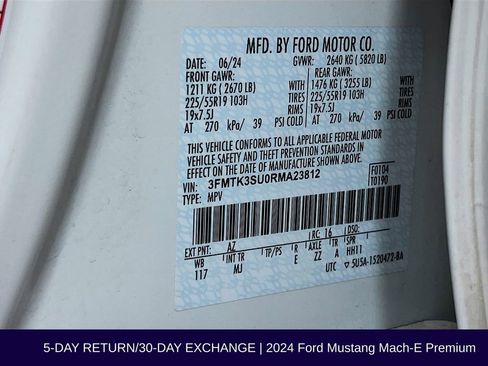 MFD. BY FORD MOTOR CO.
DATE: 06/24 GVWR: 2640 KG ( 5820 LB)
FRONT GAWR: REAR GAWR:
1211 KG ( 2670 LB) WITH 1476 KG ( 3255 LB) WITH
225/55R19 103H TIRES 225/55R19 103H TIRES
19x7.5J RIMS 19x7.5J RIMS
AT 270 kPa/ 39 PSI COLD AT 270 kPa/ 39 PSI COLD
THIS VEHICLE CONFORMS TO ALL APPLICABLE FEDERAL MOTOR
VEHICLE SAFETY, BUMPER, AND THEFT PREVENTION STANDARDS IN
EFFECT ON THE DATE OF MANUFACTURE SHOWN ABOVE.
VIN: 3FMTK3SU0RMA23812 F0104
TYPE: MPV T0190
EXT PNT: AZ RC: 16 DSO:
WB INT TR TP/PS R AXLE TR SPR
117 MJ E ZZ A HH11
UTC 5U5A-1520472-BA
5-DAY RETURN/30-DAY EXCHANGE | 2024 Ford Mustang Mach-E Premium